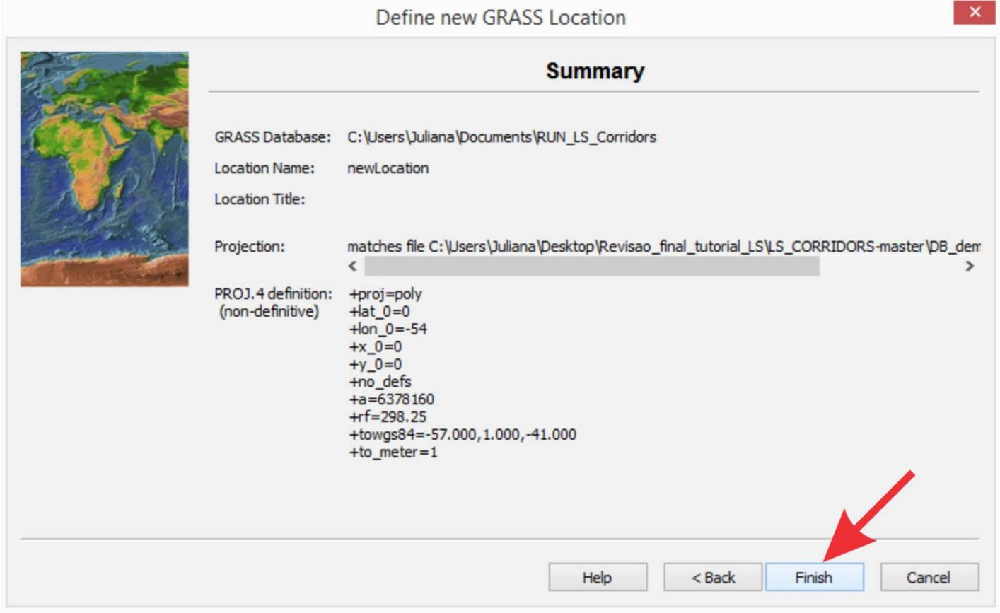 Define new GRASS Location
Summary
GRASS Database: C:\Users\Juliana\Documents\RUN_LS_Corridors
Location Name: newLocation
Location Title:
Projection: matches file C:\Users\Juliana\Desktop\Revisao_final_tutorial_LS\LS_CORRIDORS-master\DB_dem
PROJ.4 definition: +proj=poly
(non-definitive) +lat_0=0
+lon_0=-54
+x_0=0
+y_0=0
+no_defs
+a=6378160
+rf=298.25
+towgs84=-57.000,1.000,-41.000
+to_meter=1
Help < Back Finish Cancel